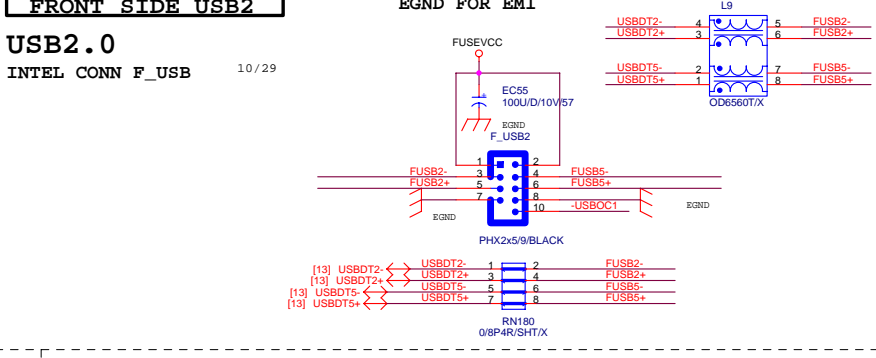 FRONT SIDE USB2
EGND FOR EMI
L9
USBDT2- 4 5 FUSB2-
USBDT2+ 3 6 FUSB2+
USBDT5- 2 7 FUSB5-
USBDT5+ 1 8 FUSB5+
OD6560T/X
USB2.0
INTEL CONN F_USB 10/29
FUSEVCC
EC55
100U/D/10V/57
+
EGND
F_USB2
1 2
FUSB2- 3 4 FUSB5-
FUSB2+ 5 6 FUSB5+
7 8
10 -USBOC1
EGND
EGND
PHX2x5/9/BLACK
[13] USBDT2- USBDT2- 1 2 FUSB2-
[13] USBDT2+ USBDT2+ 3 4 FUSB2+
[13] USBDT5- USBDT5- 5 6 FUSB5-
[13] USBDT5+ USBDT5+ 7 8 FUSB5+
RN180
0/8P4R/SHT/X